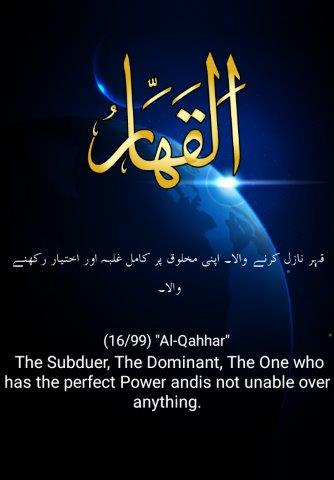 اَلْقَهَّارُ
قہر نازل کرنے والا۔ اپنی مخلوق پر کامل غلبہ اور اختیار رکھنے
والا۔
(16/99) "Al-Qahhar"
The Subduer, The Dominant, The One who
has the perfect Power andis not unable over
anything.